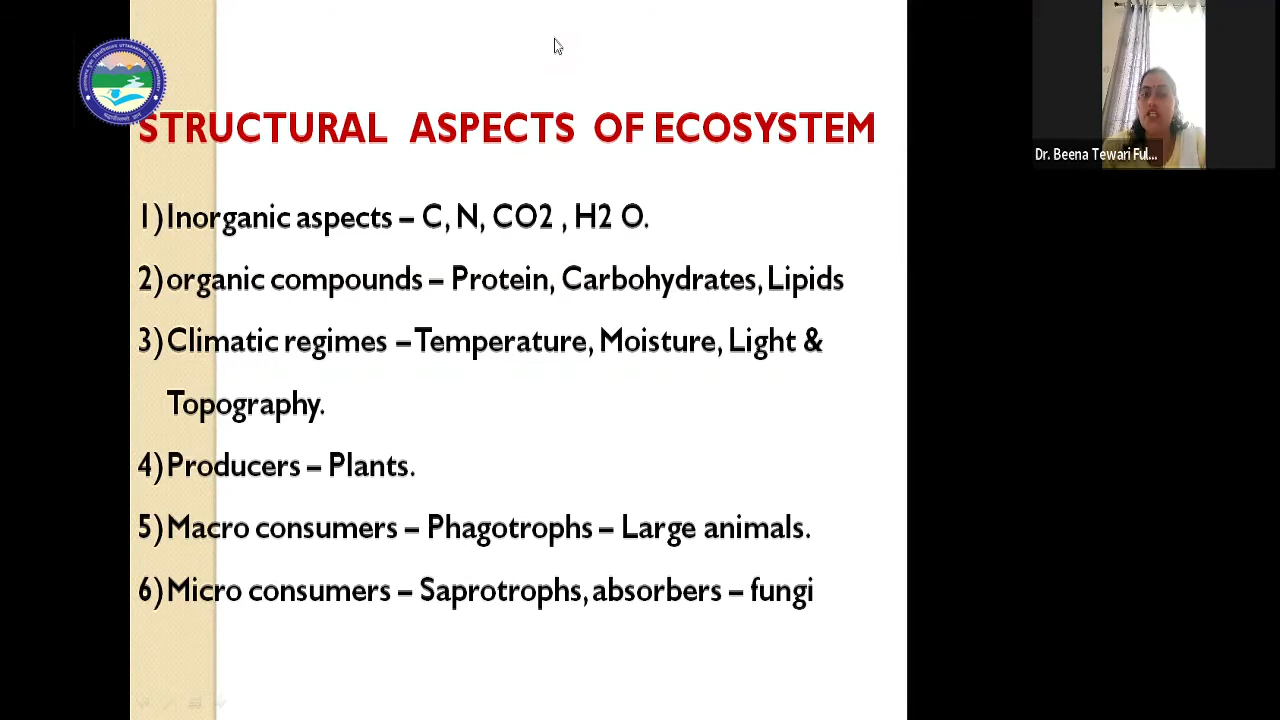 STRUCTURAL ASPECTS OF ECOSYSTEM
1) Inorganic aspects – C, N, CO2 , H2 O.
2) organic compounds – Protein, Carbohydrates, Lipids
3) Climatic regimes – Temperature, Moisture, Light &
Topography.
4) Producers – Plants.
5) Macro consumers – Phagotrophs – Large animals.
6) Micro consumers – Saprotrophs, absorbers – fungi
Dr. Beena Tewari Ful...